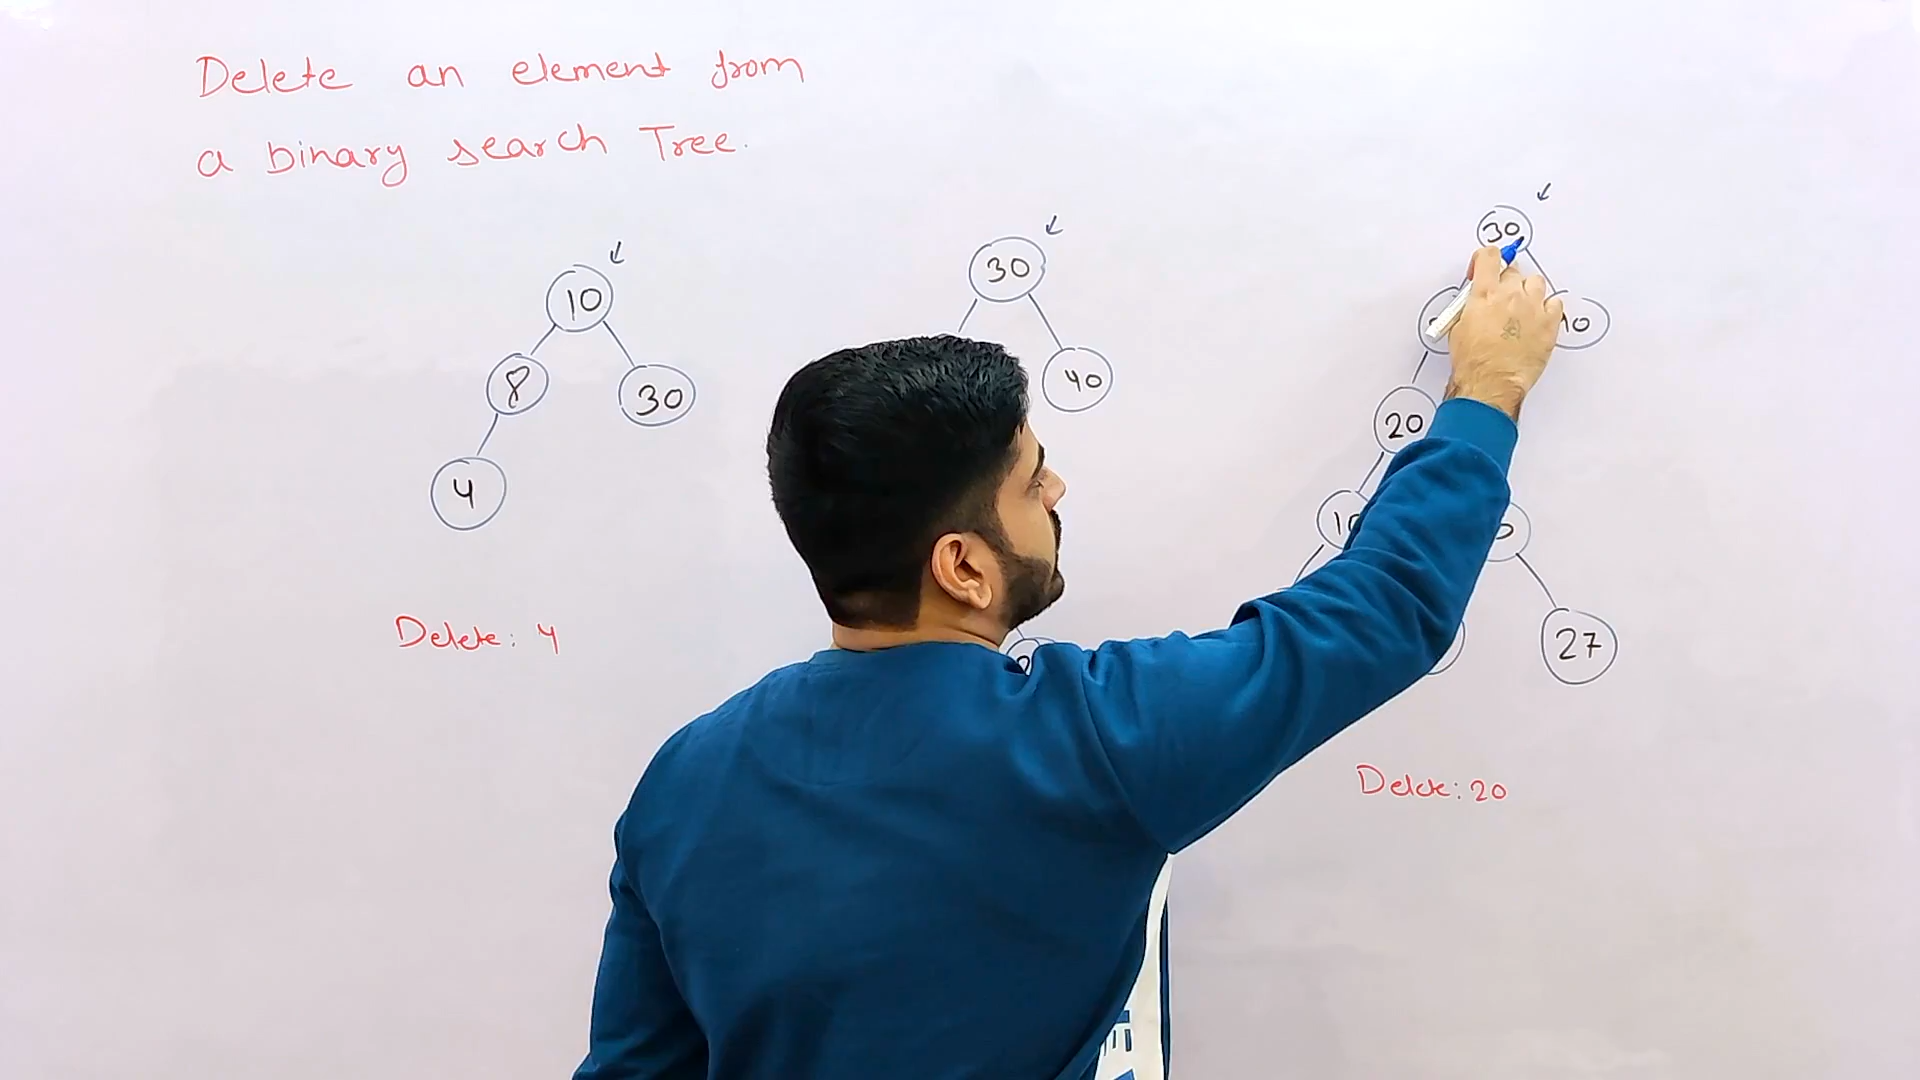 Delete an element from
a binary search Tree.
10
8
30
4
Delete: 4
30
40
30
20
27
Delete: 20